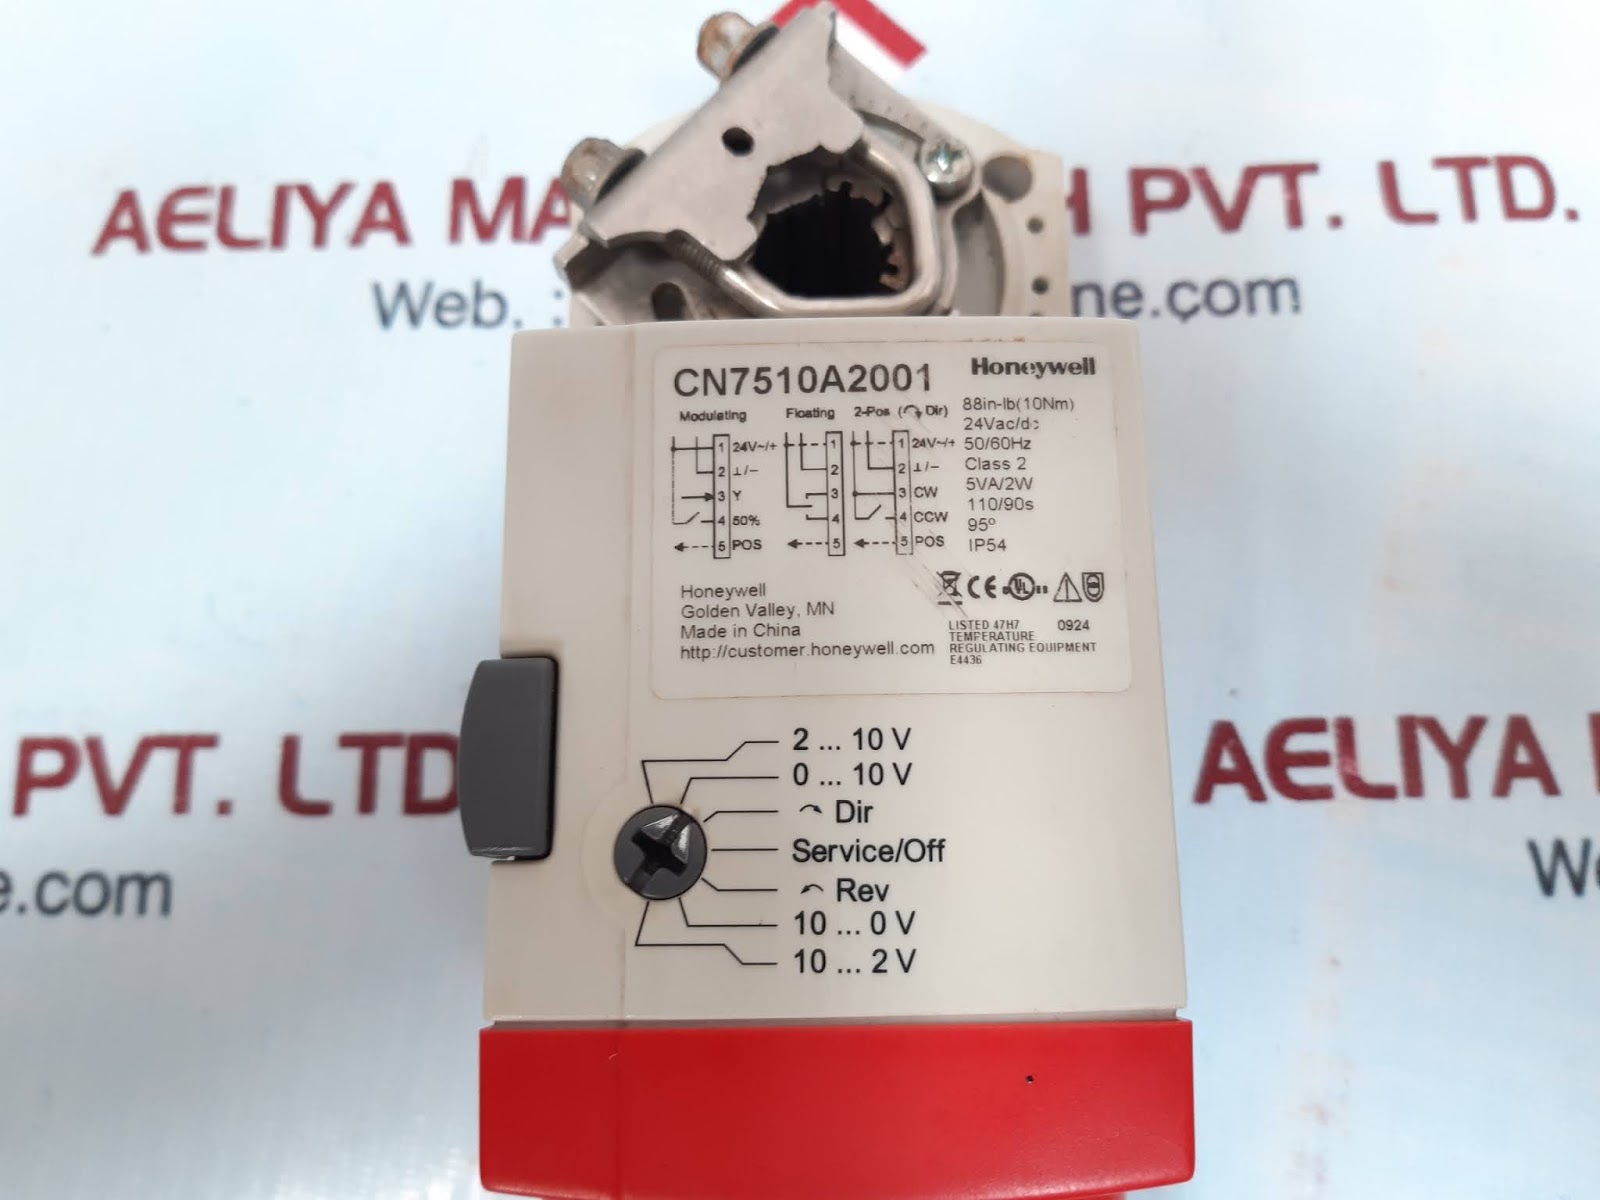 AELIYA MA H PVT. LTD.
Web. : ne.com
CN7510A2001
Honeywell
Modulating Floating 2-Pos ( Dir)
1 24V~/+ 1 1 24V~/+
2 ⊥/− 2 2 ⊥/−
3 Y 3 3 CW
4 50% 4 4 CCW
5 POS 5 5 POS
88in-lb(10Nm)
24Vac/dc
50/60Hz
Class 2
5VA/2W
110/90s
95°
IP54
Honeywell
Golden Valley, MN
Made in China
http://customer.honeywell.com
CE UL
LISTED 47H7 0924
TEMPERATURE
REGULATING EQUIPMENT
E4436
2 ... 10 V
0 ... 10 V
Dir
Service/Off
Rev
10 ... 0 V
10 ... 2 V
PVT. LTD
e.com
AELIYA
We